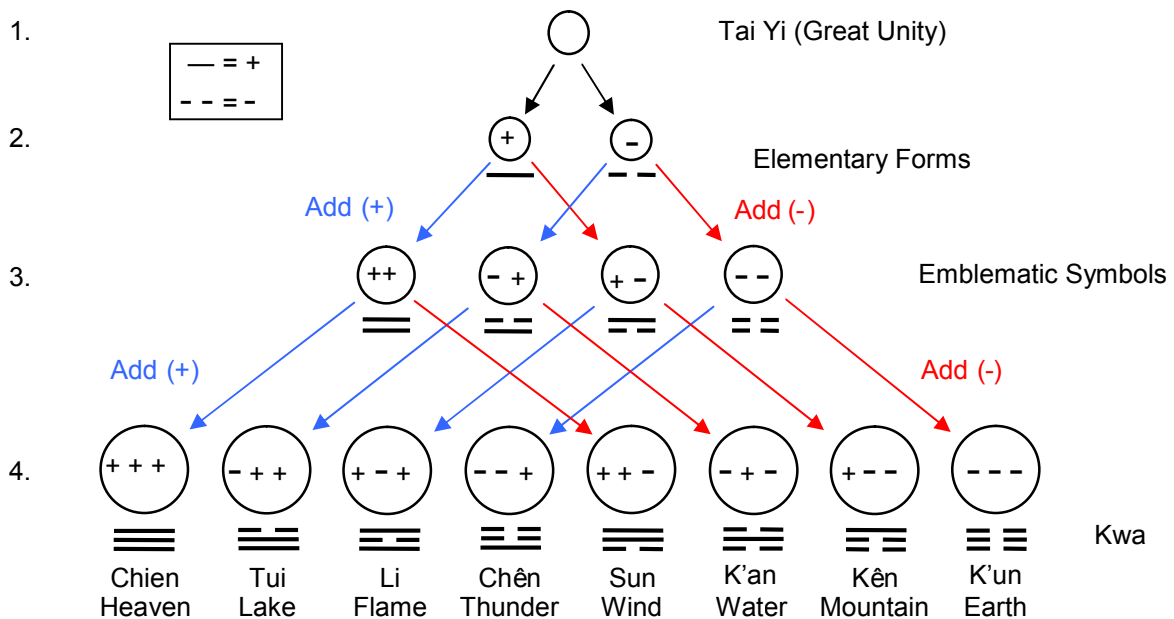 1.
Tai Yi (Great Unity)
— = +
- - = -
2.
+
-
Elementary Forms
Add (+)
Add (-)
3.
++
- +
+ -
- -
Emblematic Symbols
Add (+)
Add (-)
4.
+ + +
- + +
+ - +
- - +
+ + -
- + -
+ - -
- - -
Kwa
Chien
Heaven
Tui
Lake
Li
Flame
Chên
Thunder
Sun
Wind
K'an
Water
Kên
Mountain
K'un
Earth